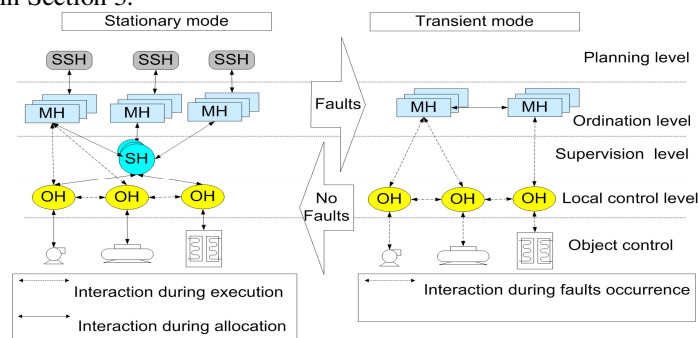 in Section 3.
Stationary mode
Transient mode
SSH SSH SSH
Planning level
Faults
MH MH MH
MH MH
Ordination level
SH
Supervision level
No
Faults
OH OH OH
OH OH OH
Local control level
Object control
Interaction during execution
Interaction during allocation
Interaction during faults occurrence